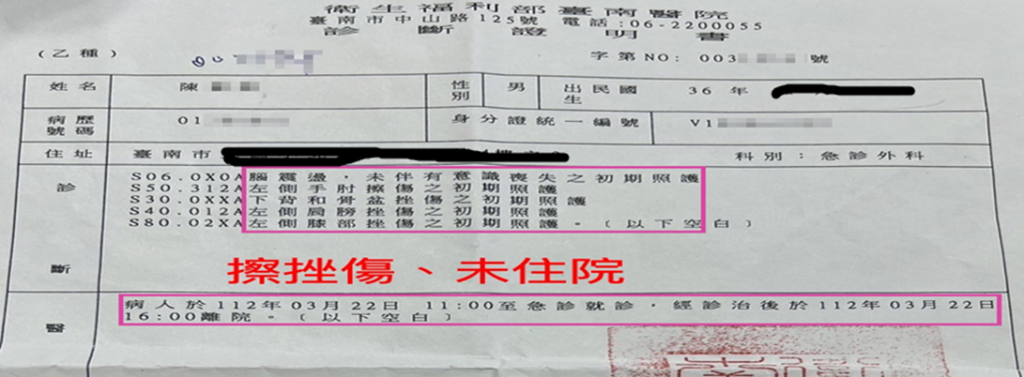 衛生福利部臺南醫院
臺南市中山路125號 電話:06-2200055
診斷證明書
(乙種) 字第NO: 003 號
姓名 陳 性別 男 出生 民國 36年
病歷號碼 01 身分證統一編號 V1
住址 臺南市 科別:急診外科
診斷
S06.0X0A腦震盪,未伴有意識喪失之初期照護
S50.312A左側手肘擦傷之初期照護
S30.0XXA下背和骨盆挫傷之初期照護
S40.012A左側肩膀挫傷之初期照護
S80.02XA左側膝部挫傷之初期照護。(以下空白)
擦挫傷、未住院
醫
病人於112年03月22日 11:00至急診就診,經診治後於112年03月22日
16:00離院。(以下空白)